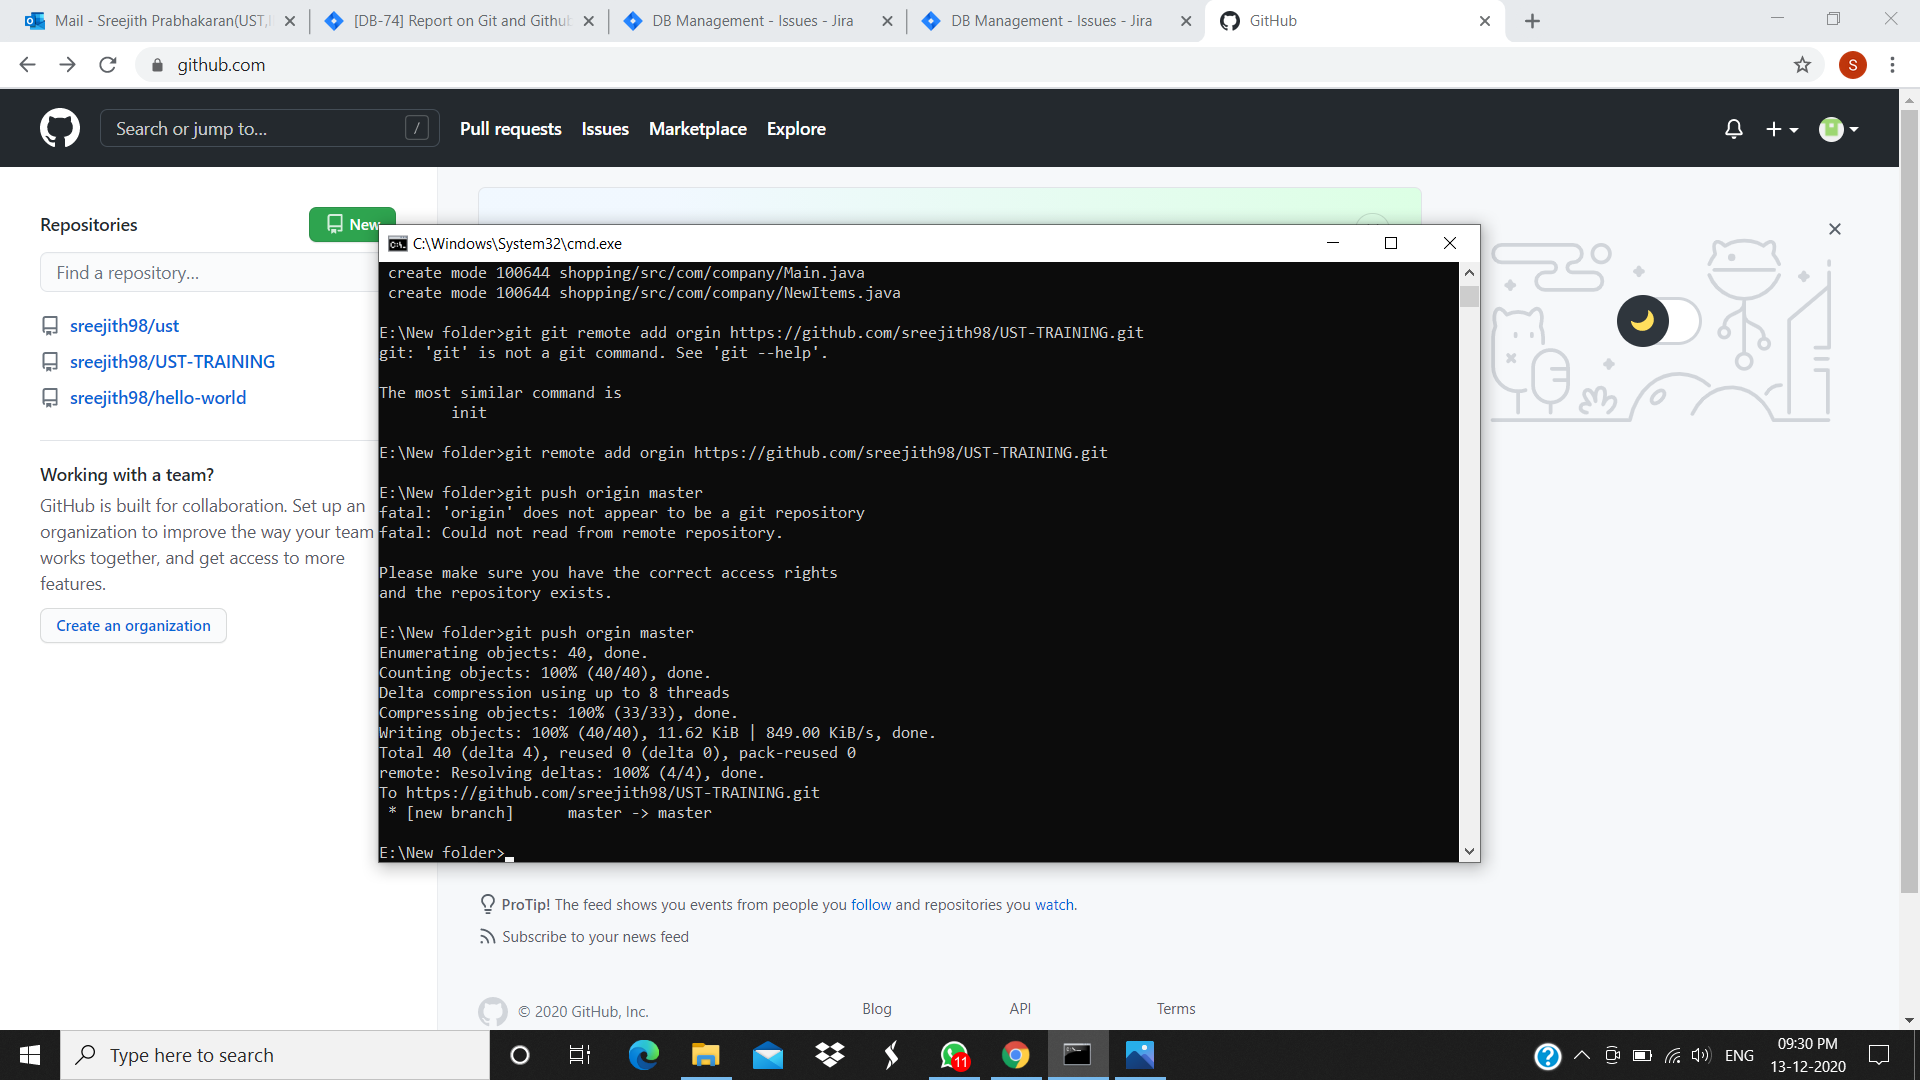 Mail - Sreejith Prabhakaran(UST,
[DB-74] Report on Git and Github
DB Management - Issues - Jira
DB Management - Issues - Jira
GitHub
github.com
S
Search or jump to...
/
Pull requests
Issues
Marketplace
Explore
Repositories
New
Find a repository...
sreejith98/ust
sreejith98/UST-TRAINING
sreejith98/hello-world
Working with a team?
GitHub is built for collaboration. Set up an
organization to improve the way your team
works together, and get access to more
features.
Create an organization
C:\Windows\System32\cmd.exe
create mode 100644 shopping/src/com/company/Main.java
create mode 100644 shopping/src/com/company/NewItems.java
E:\New folder>git git remote add orgin https://github.com/sreejith98/UST-TRAINING.git
git: 'git' is not a git command. See 'git --help'.
The most similar command is
init
E:\New folder>git remote add orgin https://github.com/sreejith98/UST-TRAINING.git
E:\New folder>git push origin master
fatal: 'origin' does not appear to be a git repository
fatal: Could not read from remote repository.
Please make sure you have the correct access rights
and the repository exists.
E:\New folder>git push orgin master
Enumerating objects: 40, done.
Counting objects: 100% (40/40), done.
Delta compression using up to 8 threads
Compressing objects: 100% (33/33), done.
Writing objects: 100% (40/40), 11.62 KiB | 849.00 KiB/s, done.
Total 40 (delta 4), reused 0 (delta 0), pack-reused 0
remote: Resolving deltas: 100% (4/4), done.
To https://github.com/sreejith98/UST-TRAINING.git
* [new branch]      master -> master
E:\New folder>
ProTip! The feed shows you events from people you follow and repositories you watch.
Subscribe to your news feed
© 2020 GitHub, Inc.
Blog
API
Terms
Type here to search
11
ENG
09:30 PM
13-12-2020